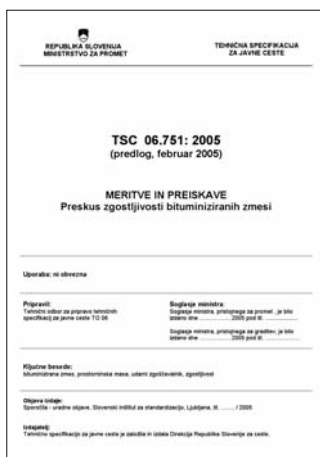 REPUBLIKA SLOVENIJA
MINISTRSTVO ZA PROMET
TEHNIČNA SPECIFIKACIJA
ZA JAVNE CESTE
TSC 06.751: 2005
(predlog, februar 2005)
MERITVE IN PREISKAVE
Preskus zgostljivosti bituminiziranih zmesi
Uporaba: ni obvezna
Pripravil:
Tehnični odbor za pripravo tehničnih
specifikacij za javne ceste TO 06
Soglasje ministra:
Soglasje ministra, pristojnega za promet, je bilo
izdano dne ............... 2005 pod št. ...............
Soglasje ministra, pristojnega za graditev, je bilo
izdano dne ............... 2005 pod št. ...............
Ključne besede:
bituminizirana zmes, prostorninska masa, udarni zgoščevalnik, zgostljivost
Objava izdaje:
Sporočila - uradne objave, Slovenski inštitut za standardizacijo, Ljubljana, št. ........ / 2005
Izdajatelj:
Tehnično specifikacijo za javne ceste je založila in izdala Direkcija Republike Slovenije za ceste.